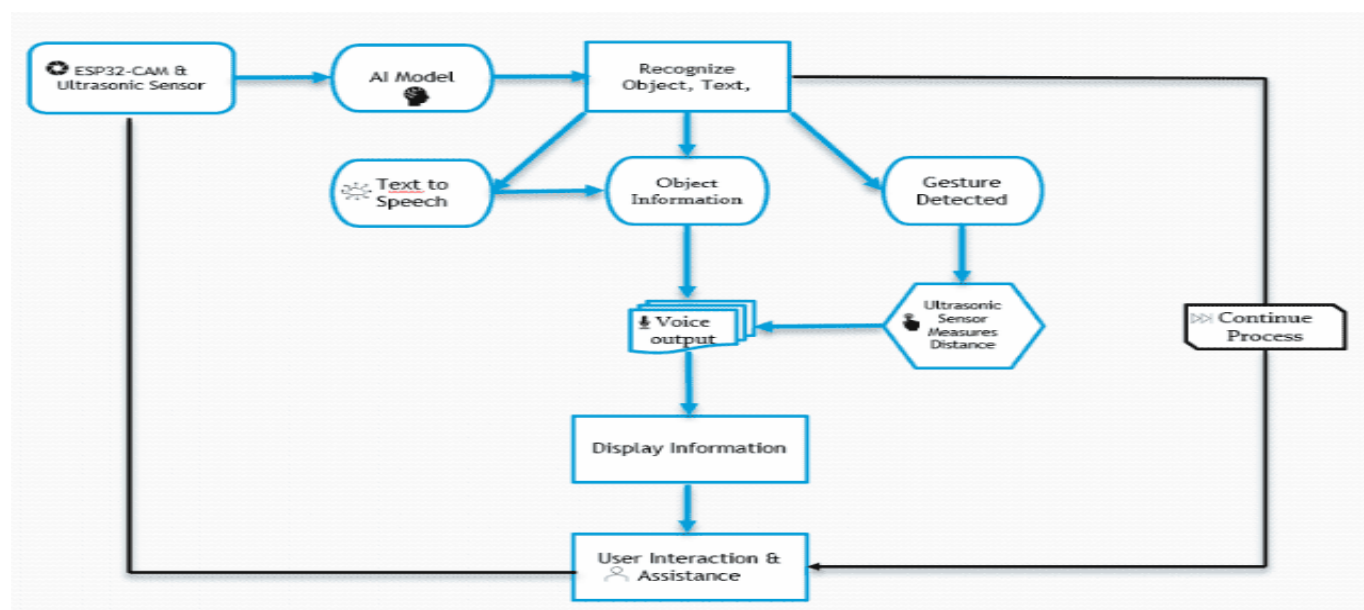 ESP32-CAM &
Ultrasonic Sensor
AI Model
Recognize
Object, Text,
Text to
Speech
Object
Information
Gesture
Detected
Voice
output
Ultrasonic
Sensor
Measures
Distance
Continue
Process
Display Information
User Interaction &
Assistance